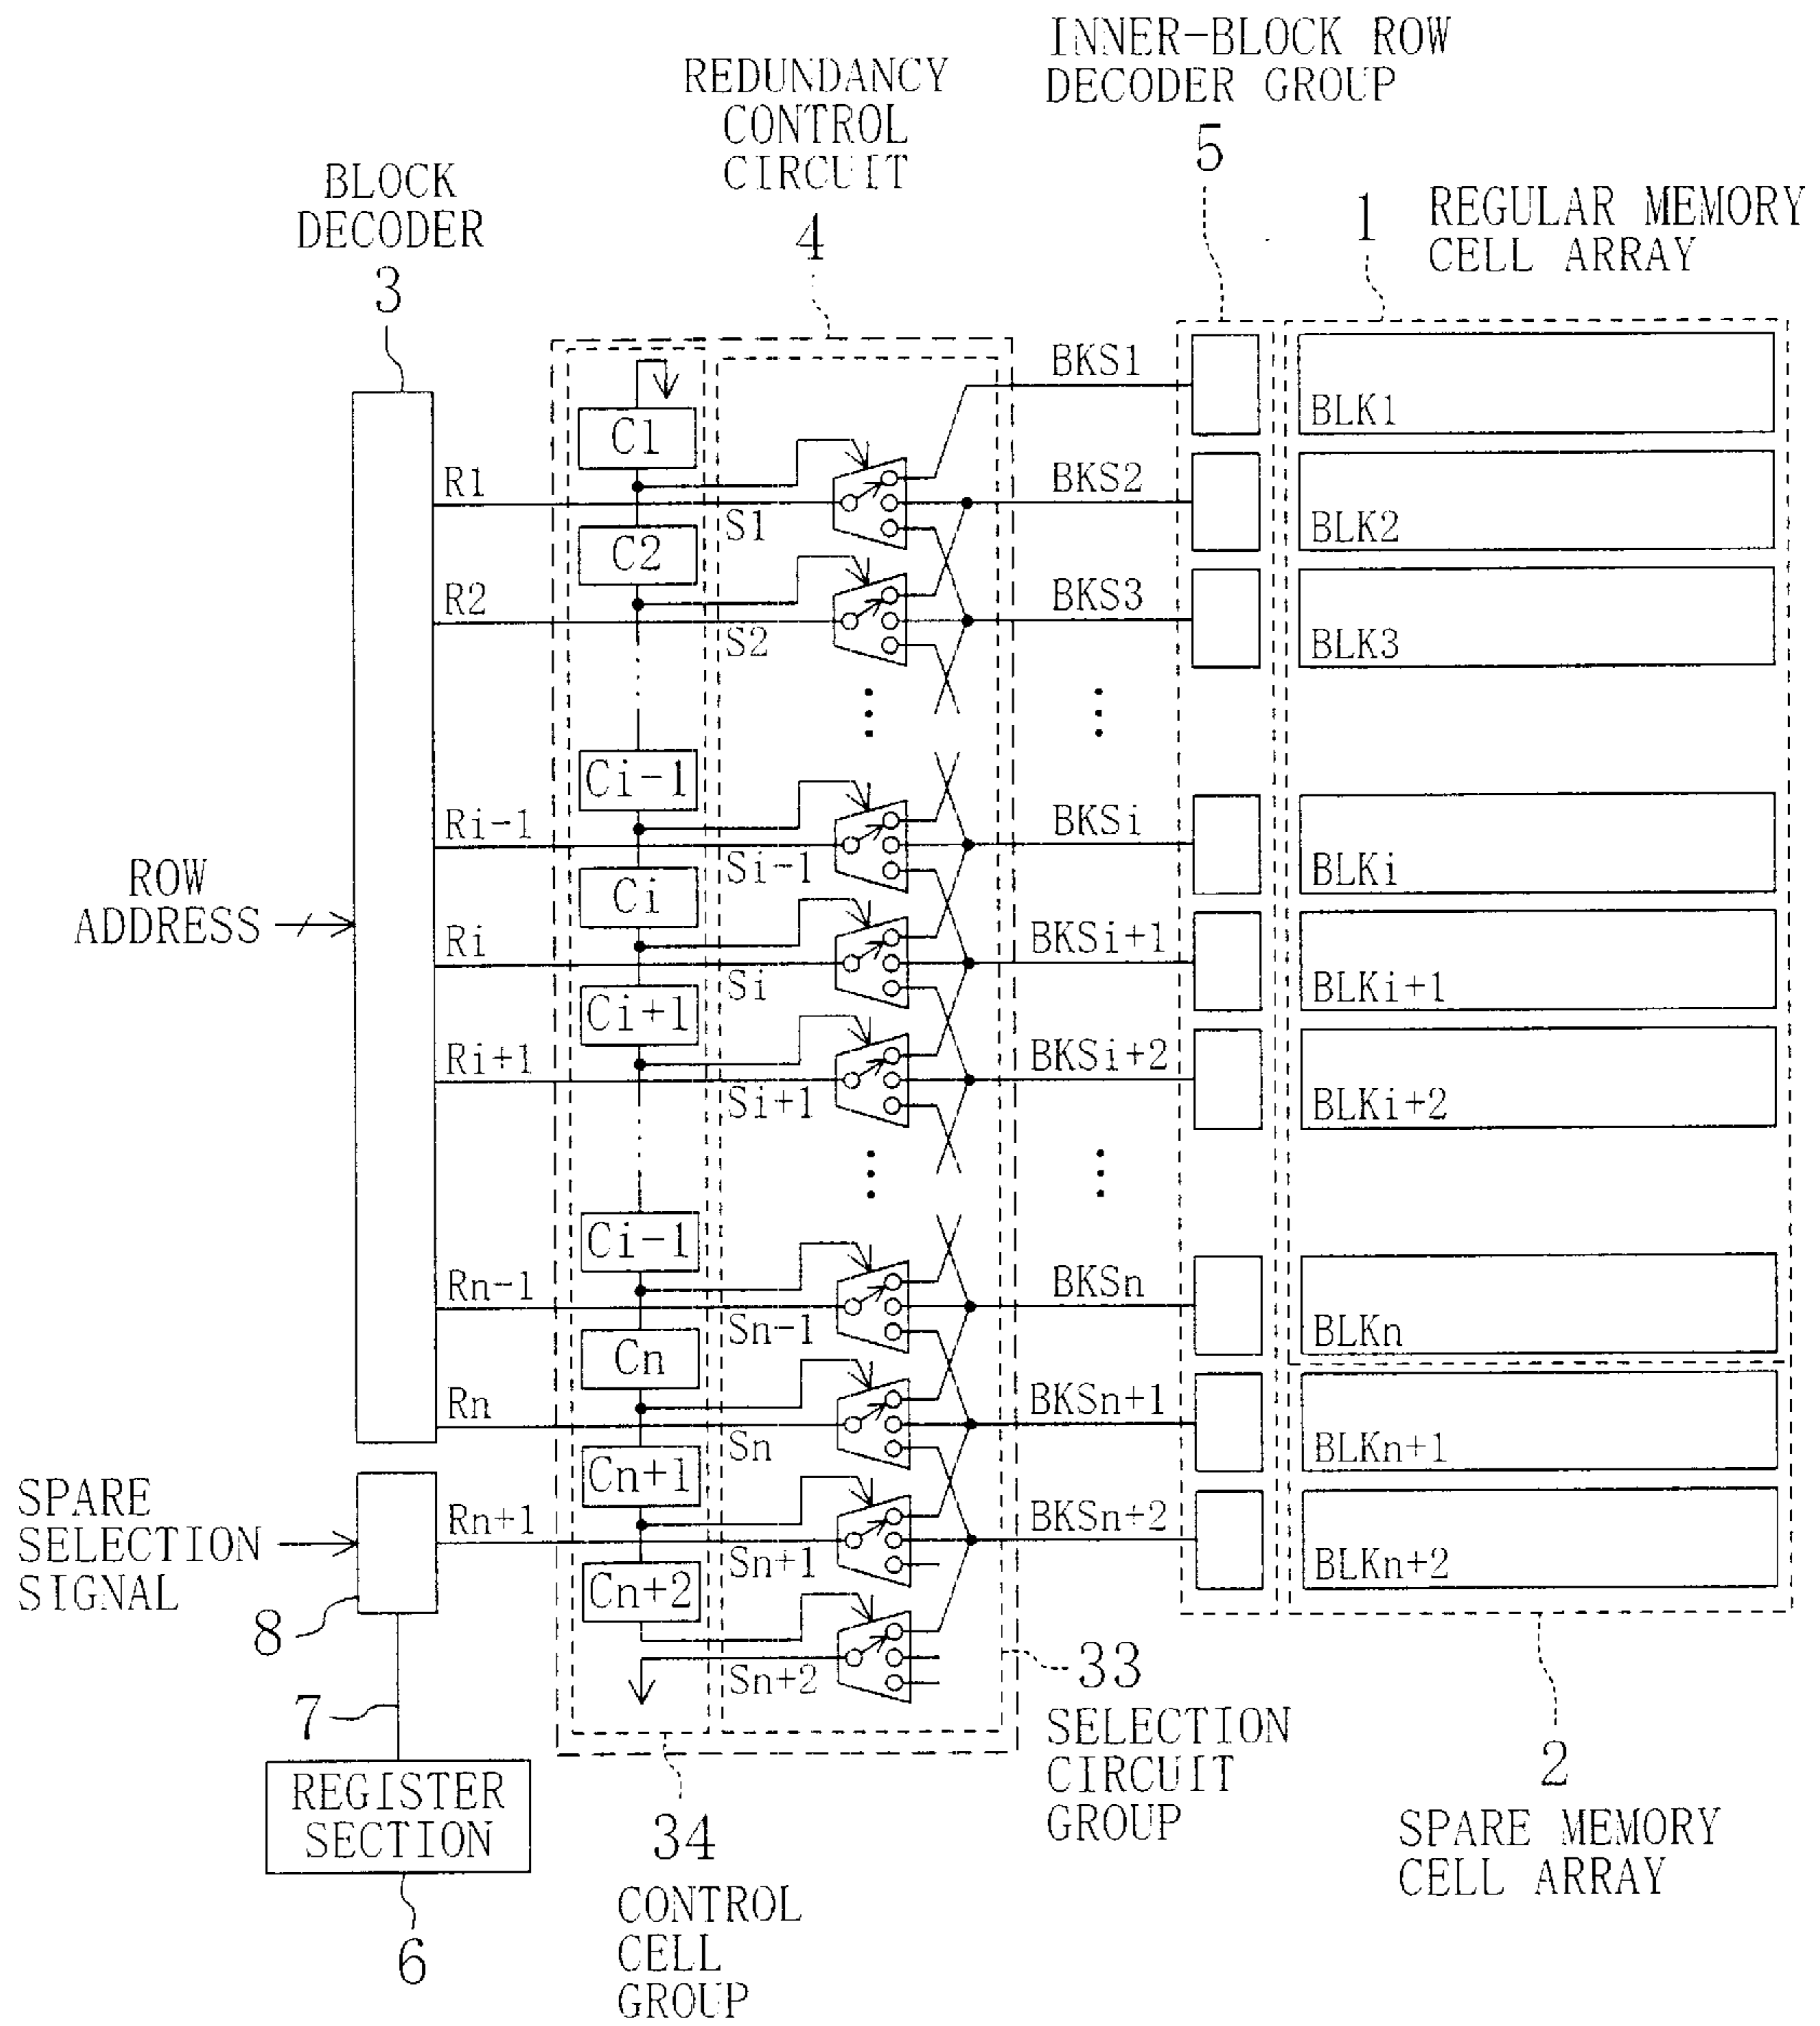 INNER-BLOCK ROW
DECODER GROUP
5
REDUNDANCY
CONTROL
CIRCUIT
4
BLOCK
DECODER
3
1
REGULAR MEMORY
CELL ARRAY
BKS1
BLK1
C1
R1
S1
BKS2
BLK2
C2
R2
S2
BKS3
BLK3
Ci-1
Ri-1
Si-1
BKSi
BLKi
ROW
ADDRESS
Ci
Ri
Si
BKSi+1
BLKi+1
Ci+1
Ri+1
Si+1
BKSi+2
BLKi+2
Ci-1
Rn-1
Sn-1
BKSn
BLKn
Cn
Rn
Sn
BKSn+1
BLKn+1
Cn+1
SPARE
SELECTION
SIGNAL
Rn+1
Sn+1
BKSn+2
BLKn+2
Cn+2
8
Sn+2
33
SELECTION
CIRCUIT
GROUP
7
REGISTER
SECTION
6
34
CONTROL
CELL
GROUP
2
SPARE MEMORY
CELL ARRAY